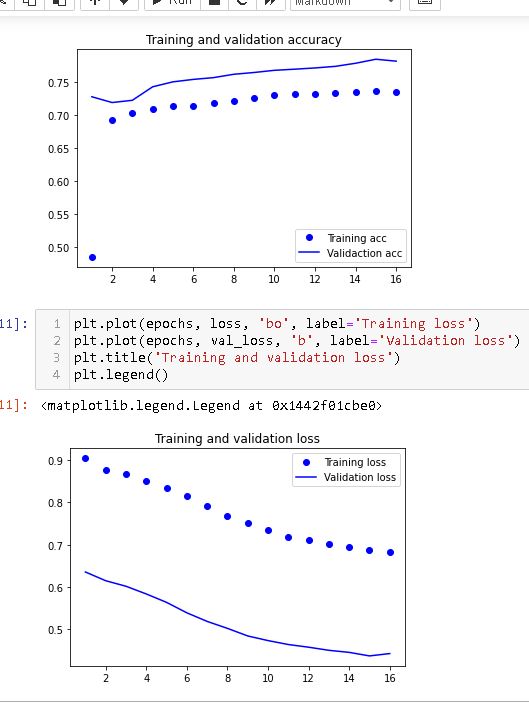 Run
Markdown
Training and validation accuracy
0.75
0.70
0.65
0.60
0.55
0.50
Training acc
Validaction acc
2 4 6 8 10 12 14 16
11]:
1 plt.plot(epochs, loss, 'bo', label='Training loss')
2 plt.plot(epochs, val_loss, 'b', label='Validation loss')
3 plt.title('Training and validation loss')
4 plt.legend()
11]: <matplotlib.legend.Legend at 0x1442f01cbe0>
Training and validation loss
0.9
0.8
0.7
0.6
0.5
Training loss
Validation loss
2 4 6 8 10 12 14 16